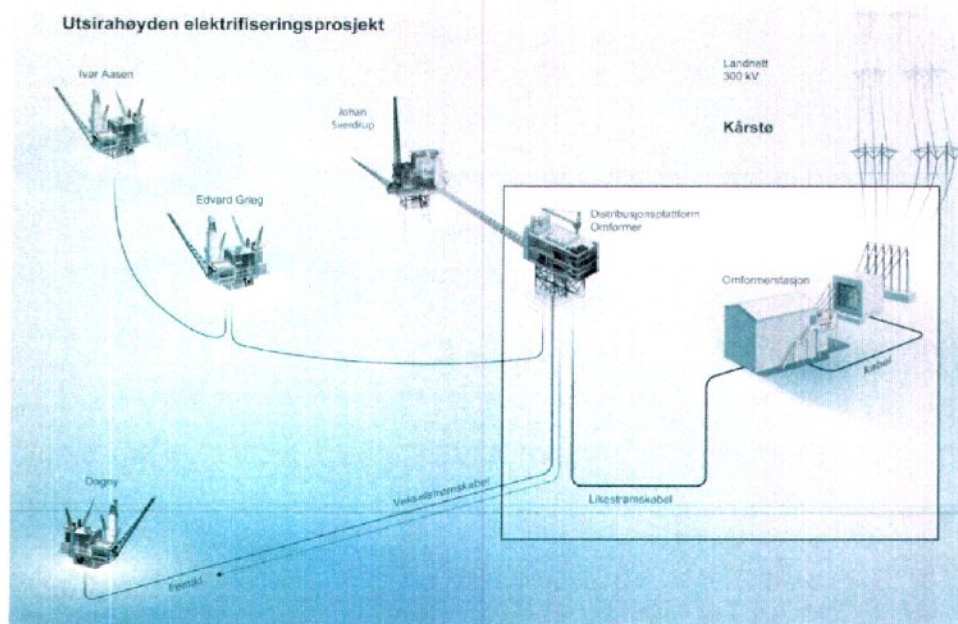 Utsirahøyden elektrifiseringsprosjekt
Ivar Aasen
Landnett
300 kV
Johan
Sverdrup
Kårstø
Edvard Grieg
Distribusjonsplattform
Omformer
Omformerstasjon
Kabel
Dagny
Vekselstrømskabel
Likestrømskabel
fremtid